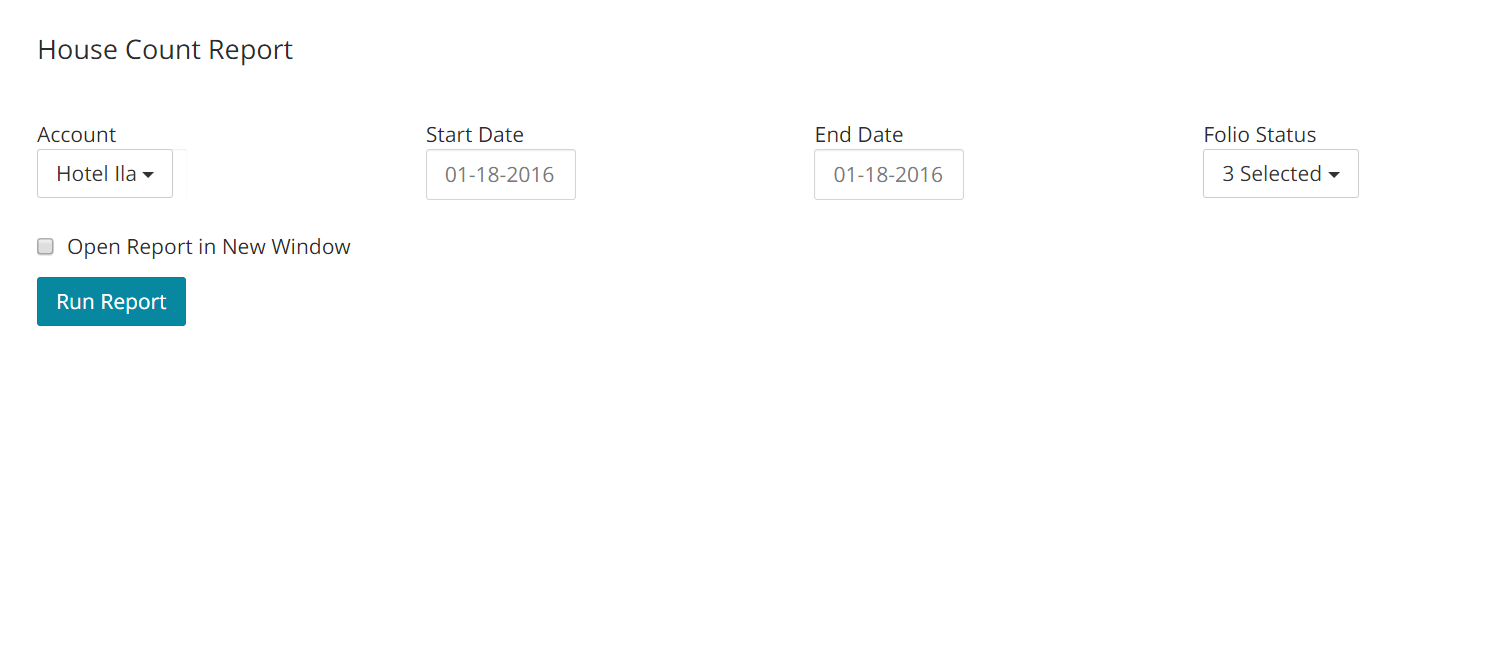 House Count Report
Account Start Date End Date Folio Status
Hotel Ila 01-18-2016 01-18-2016 3 Selected
Open Report in New Window
Run Report